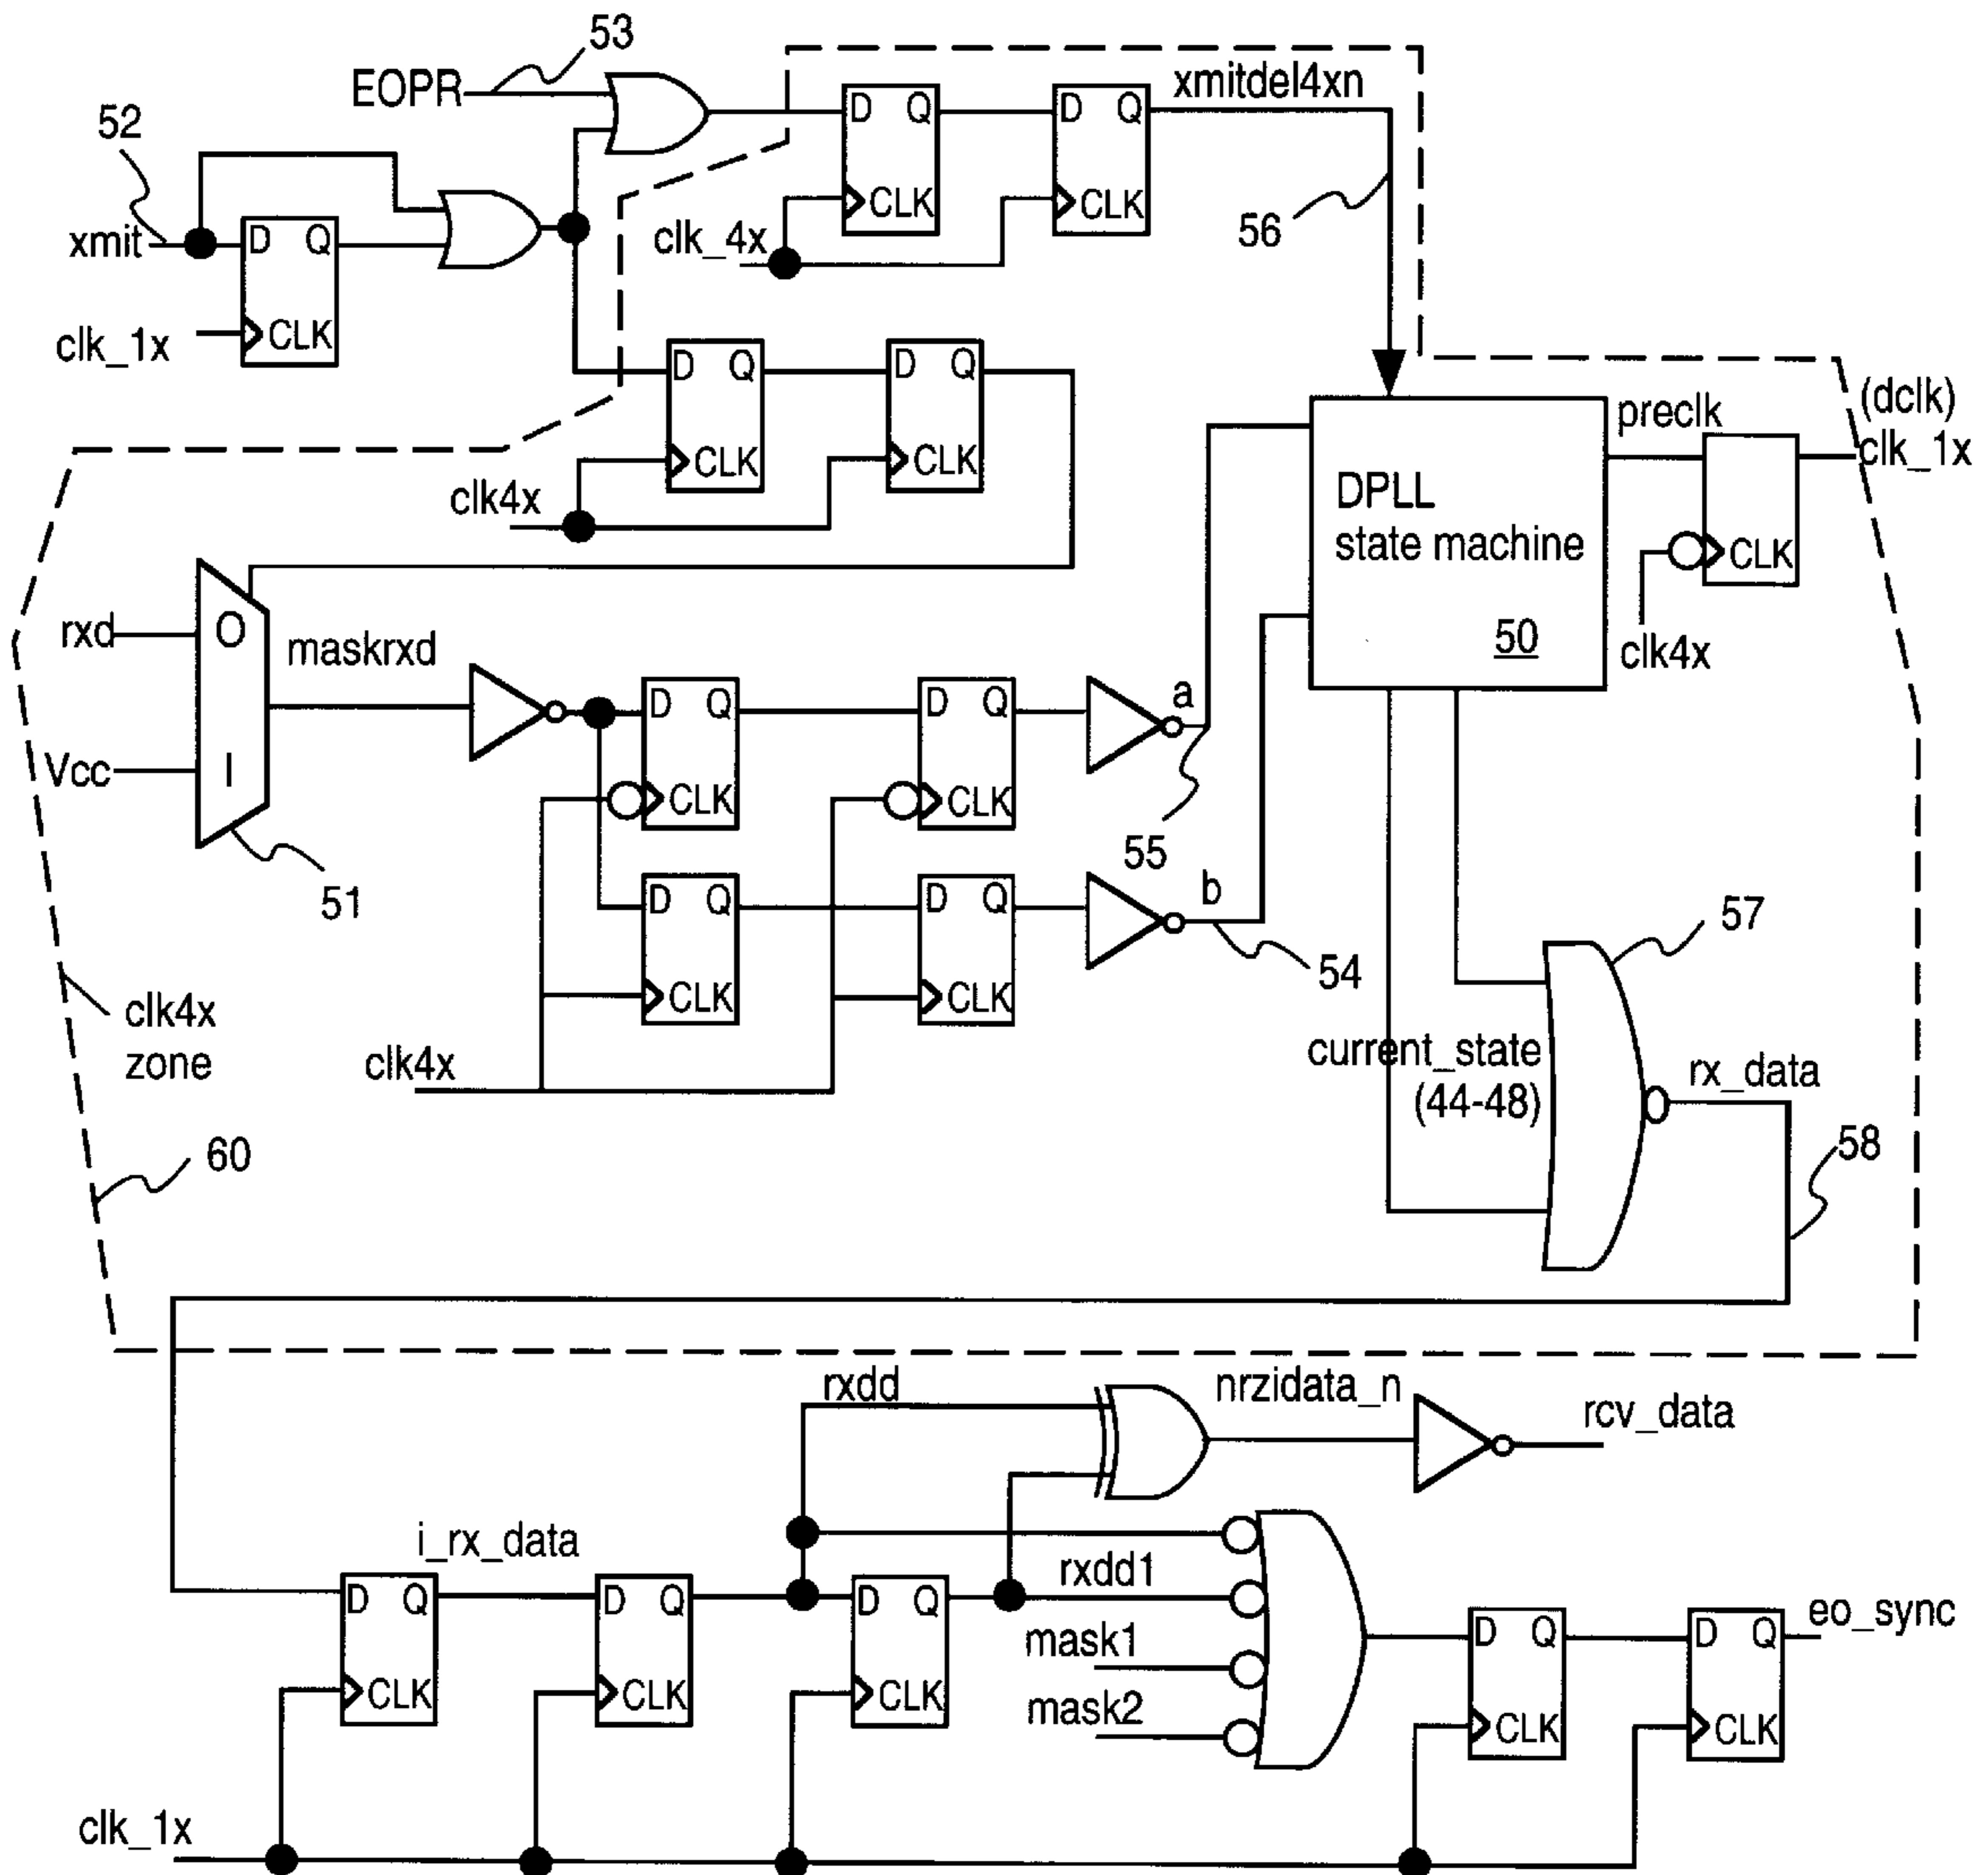 53
EOPR
xmitdel4xn
D Q
D Q
52
CLK
CLK
xmit
D Q
clk_4x
56
CLK
clk_1x
D Q
D Q
(dclk)
preclk
clk_1x
CLK
CLK
clk4x
DPLL
state machine
CLK
rxd
O
maskrxd
50
clk4x
D Q
D Q
a
Vcc
I
CLK
CLK
55
51
D Q
D Q
b
57
54
CLK
CLK
clk4x
zone
clk4x
current_state
(44-48)
rx_data
60
58
rxdd
nrzidata_n
rcv_data
i_rx_data
D Q
D Q
D Q
rxdd1
D Q
D Q
eo_sync
mask1
CLK
CLK
CLK
mask2
CLK
CLK
clk_1x